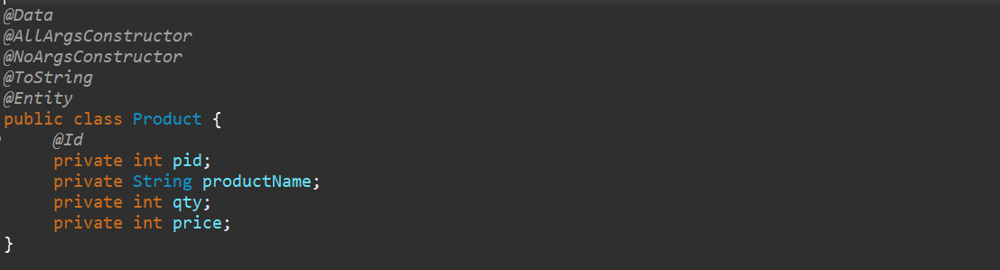 @Data
@AllArgsConstructor
@NoArgsConstructor
@ToString
@Entity
public class Product {
@Id
private int pid;
private String productName;
private int qty;
private int price;
}